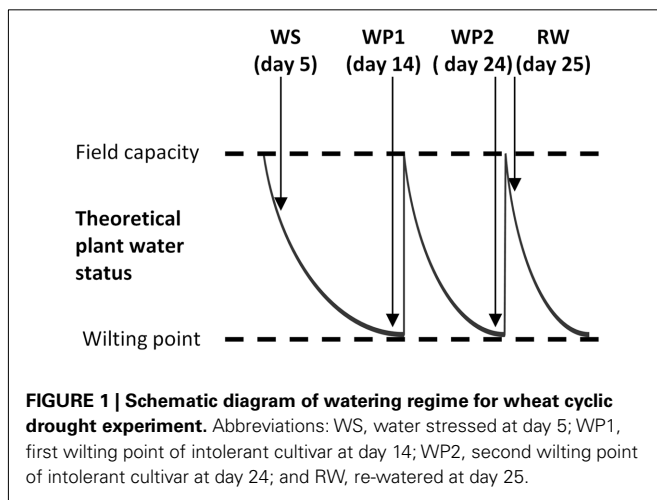 WS WP1 WP2 RW
(day 5) (day 14) ( day 24) (day 25)
Field capacity
Theoretical
plant water
status
Wilting point
FIGURE 1 | Schematic diagram of watering regime for wheat cyclic
drought experiment. Abbreviations: WS, water stressed at day 5; WP1,
first wilting point of intolerant cultivar at day 14; WP2, second wilting point
of intolerant cultivar at day 24; and RW, re-watered at day 25.